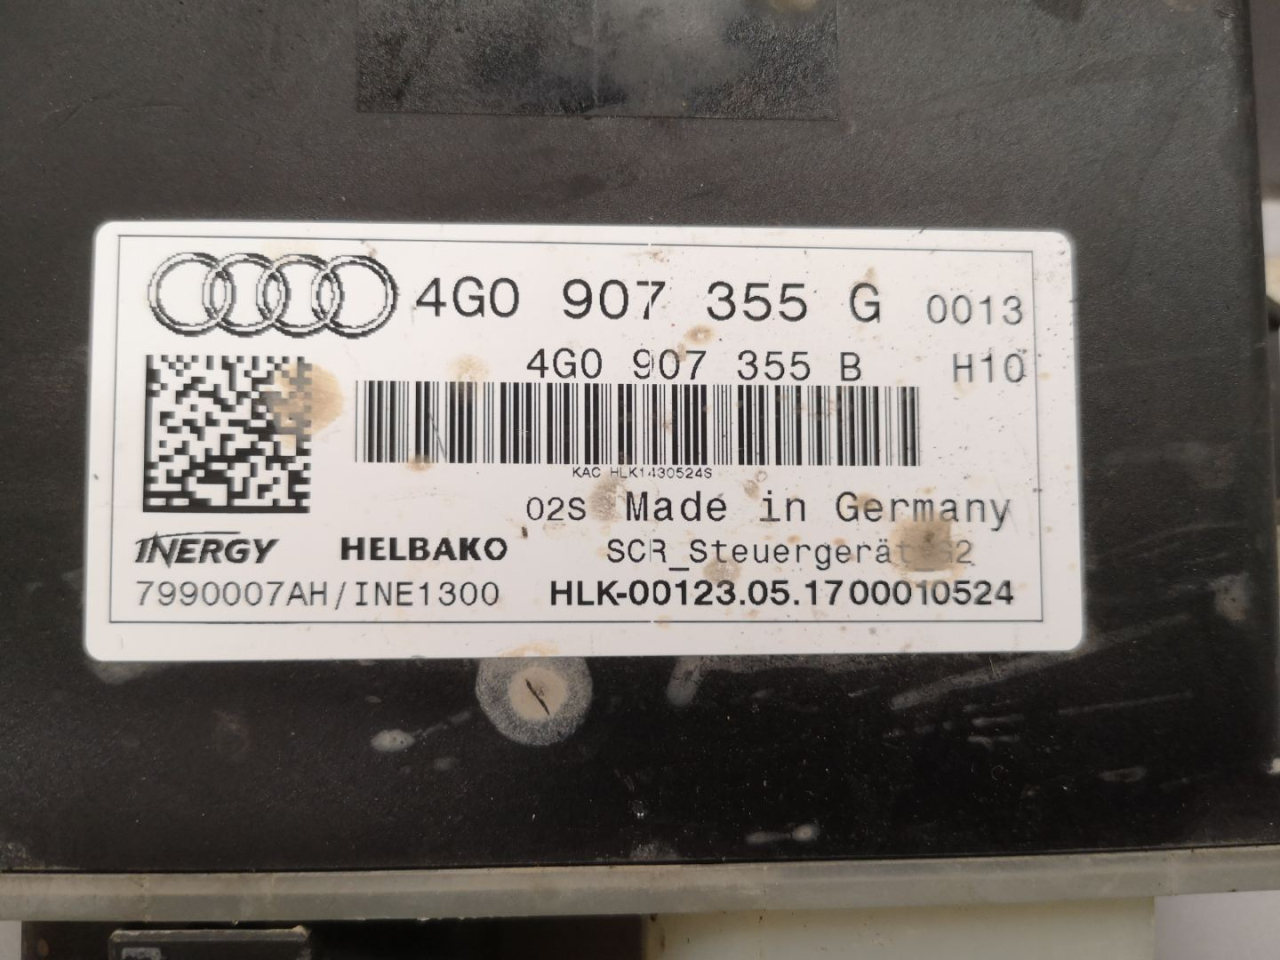 4G0 907 355 G 0013
4G0 907 355 B H10
KAC HLK1430524S
02S Made in Germany
INERGY HELBAKO SCR_Steuergerät G2
7990007AH/INE1300 HLK-00123.05.1700010524